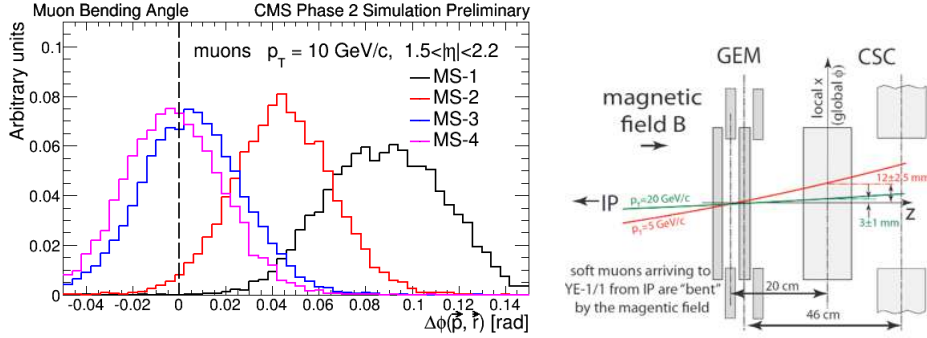 Muon Bending Angle
CMS Phase 2 Simulation Preliminary
Arbitrary units
0.1
0.08
0.06
0.04
0.02
0
muons p_T = 10 GeV/c, 1.5<|η|<2.2
MS-1
MS-2
MS-3
MS-4
-0.04 -0.02 0 0.02 0.04 0.06 0.08 0.1 0.12 0.14
Δϕ(p⃗, r⃗) [rad]
GEM
CSC
local x
(global ϕ)
magnetic
field B
12±2.5 mm
IP
p_T=20 GeV/c
p_T=5 GeV/c
Z
3±1 mm
soft muons arriving to
YE-1/1 from IP are "bent"
by the magentic field
20 cm
46 cm